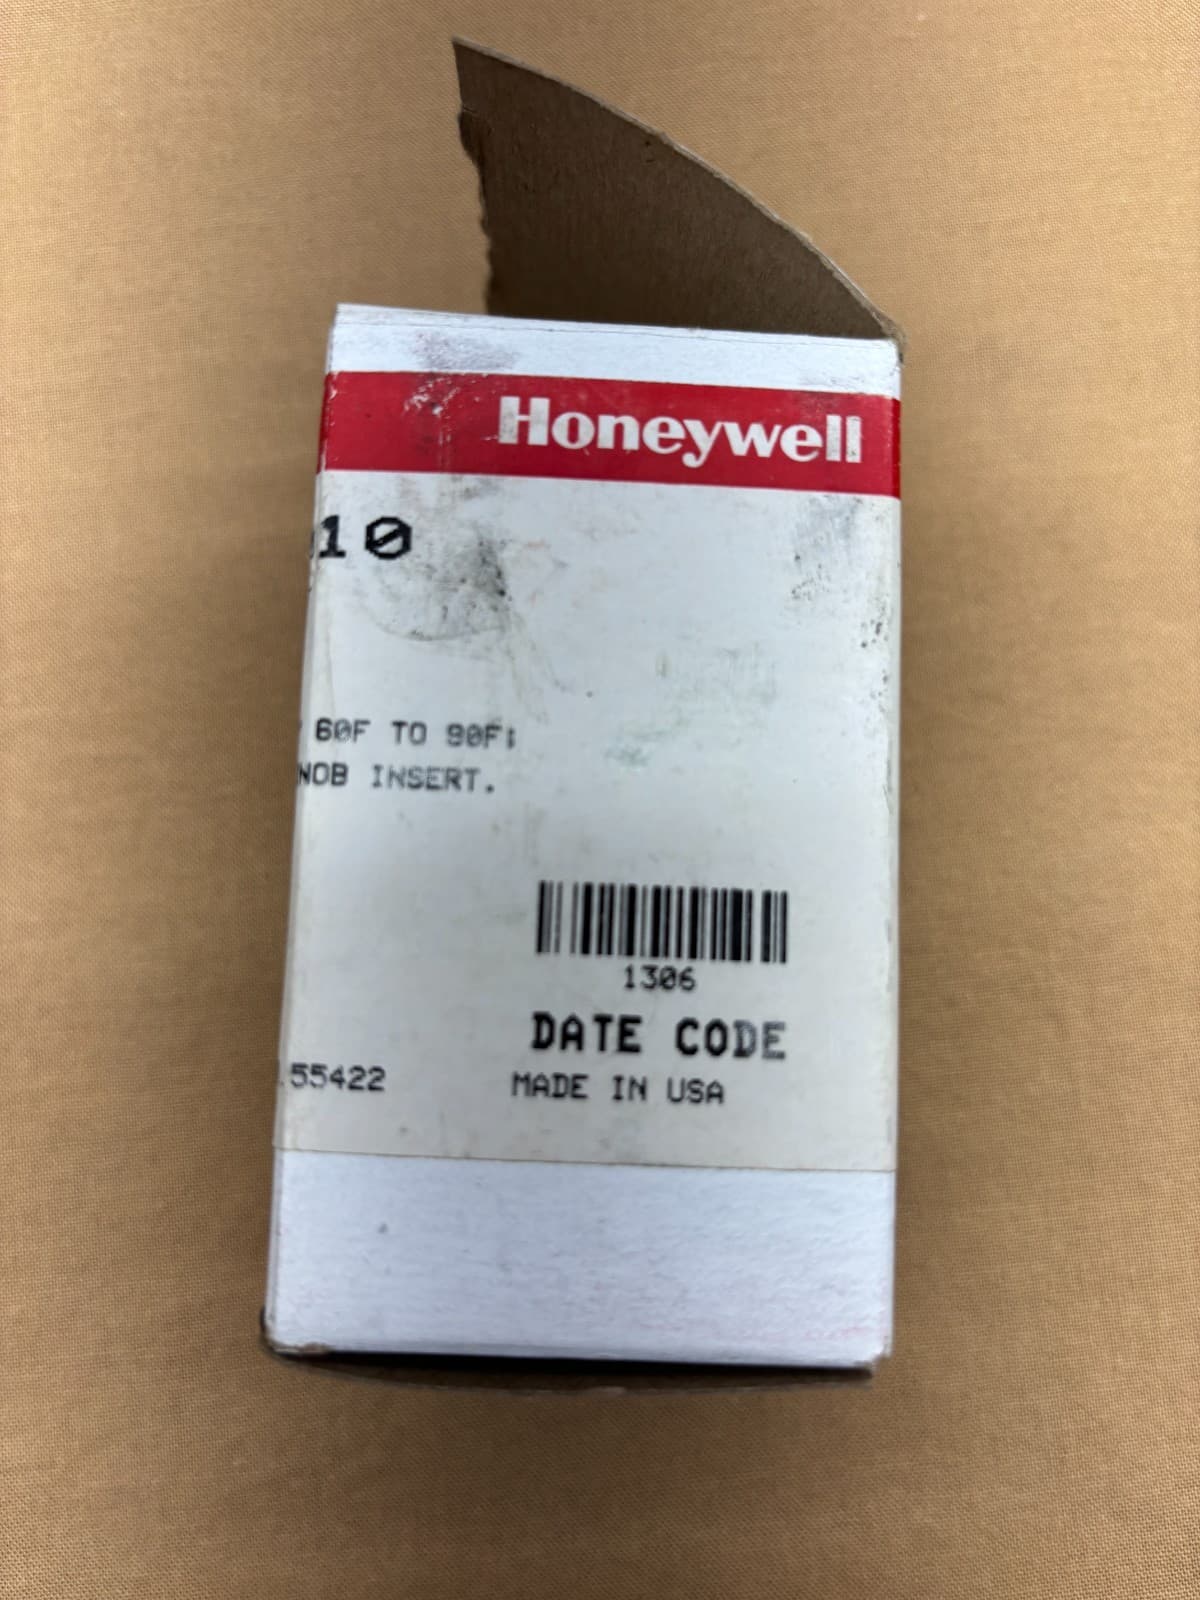 Honeywell
10
60F TO 90F;
NOB INSERT.
1306
DATE CODE
55422
MADE IN USA